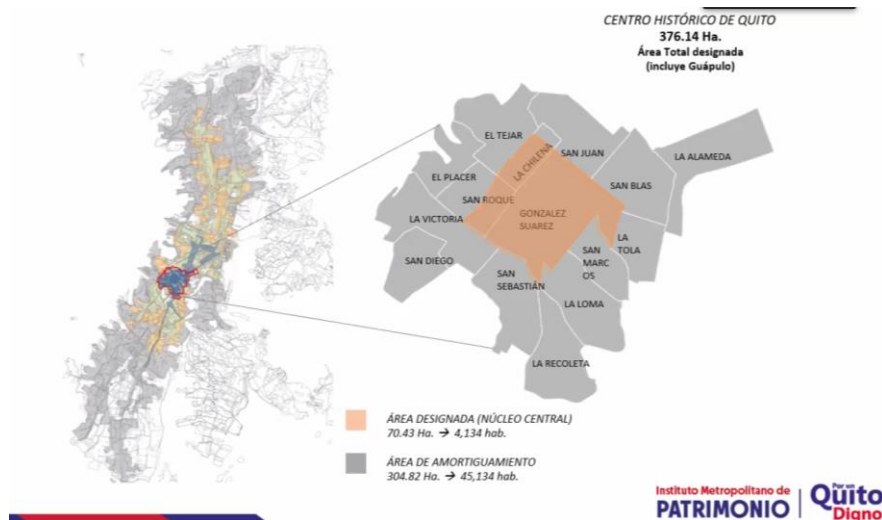 CENTRO HISTÓRICO DE QUITO
376.14 Ha.
Área Total designada
(incluye Guápulo)
EL TEJAR
LA CHILENA
SAN JUAN
LA ALAMEDA
EL PLACER
SAN BLAS
SAN ROQUE
LA VICTORIA
GONZALEZ
SUAREZ
SAN DIEGO
SAN
SEBASTIÁN
SAN
MARC
OS
LA
TOLA
LA LOMA
LA RECOLETA
ÁREA DESIGNADA (NÚCLEO CENTRAL)
70.43 Ha. → 4,134 hab.
ÁREA DE AMORTIGUAMIENTO
304.82 Ha. → 45,134 hab.
Instituto Metropolitano de
PATRIMONIO
Por un
Quito
Digno